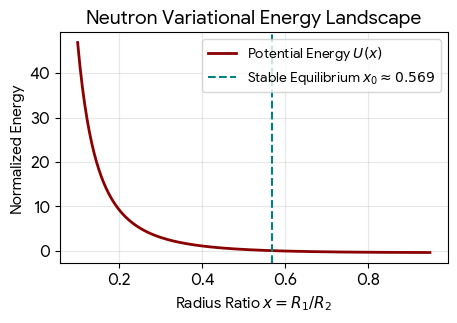 Neutron Variational Energy Landscape
Potential Energy U(x)
Stable Equilibrium x₀ ≈ 0.569
Normalized Energy
40
30
20
10
0
0.2 0.4 0.6 0.8
Radius Ratio x = R₁/R₂